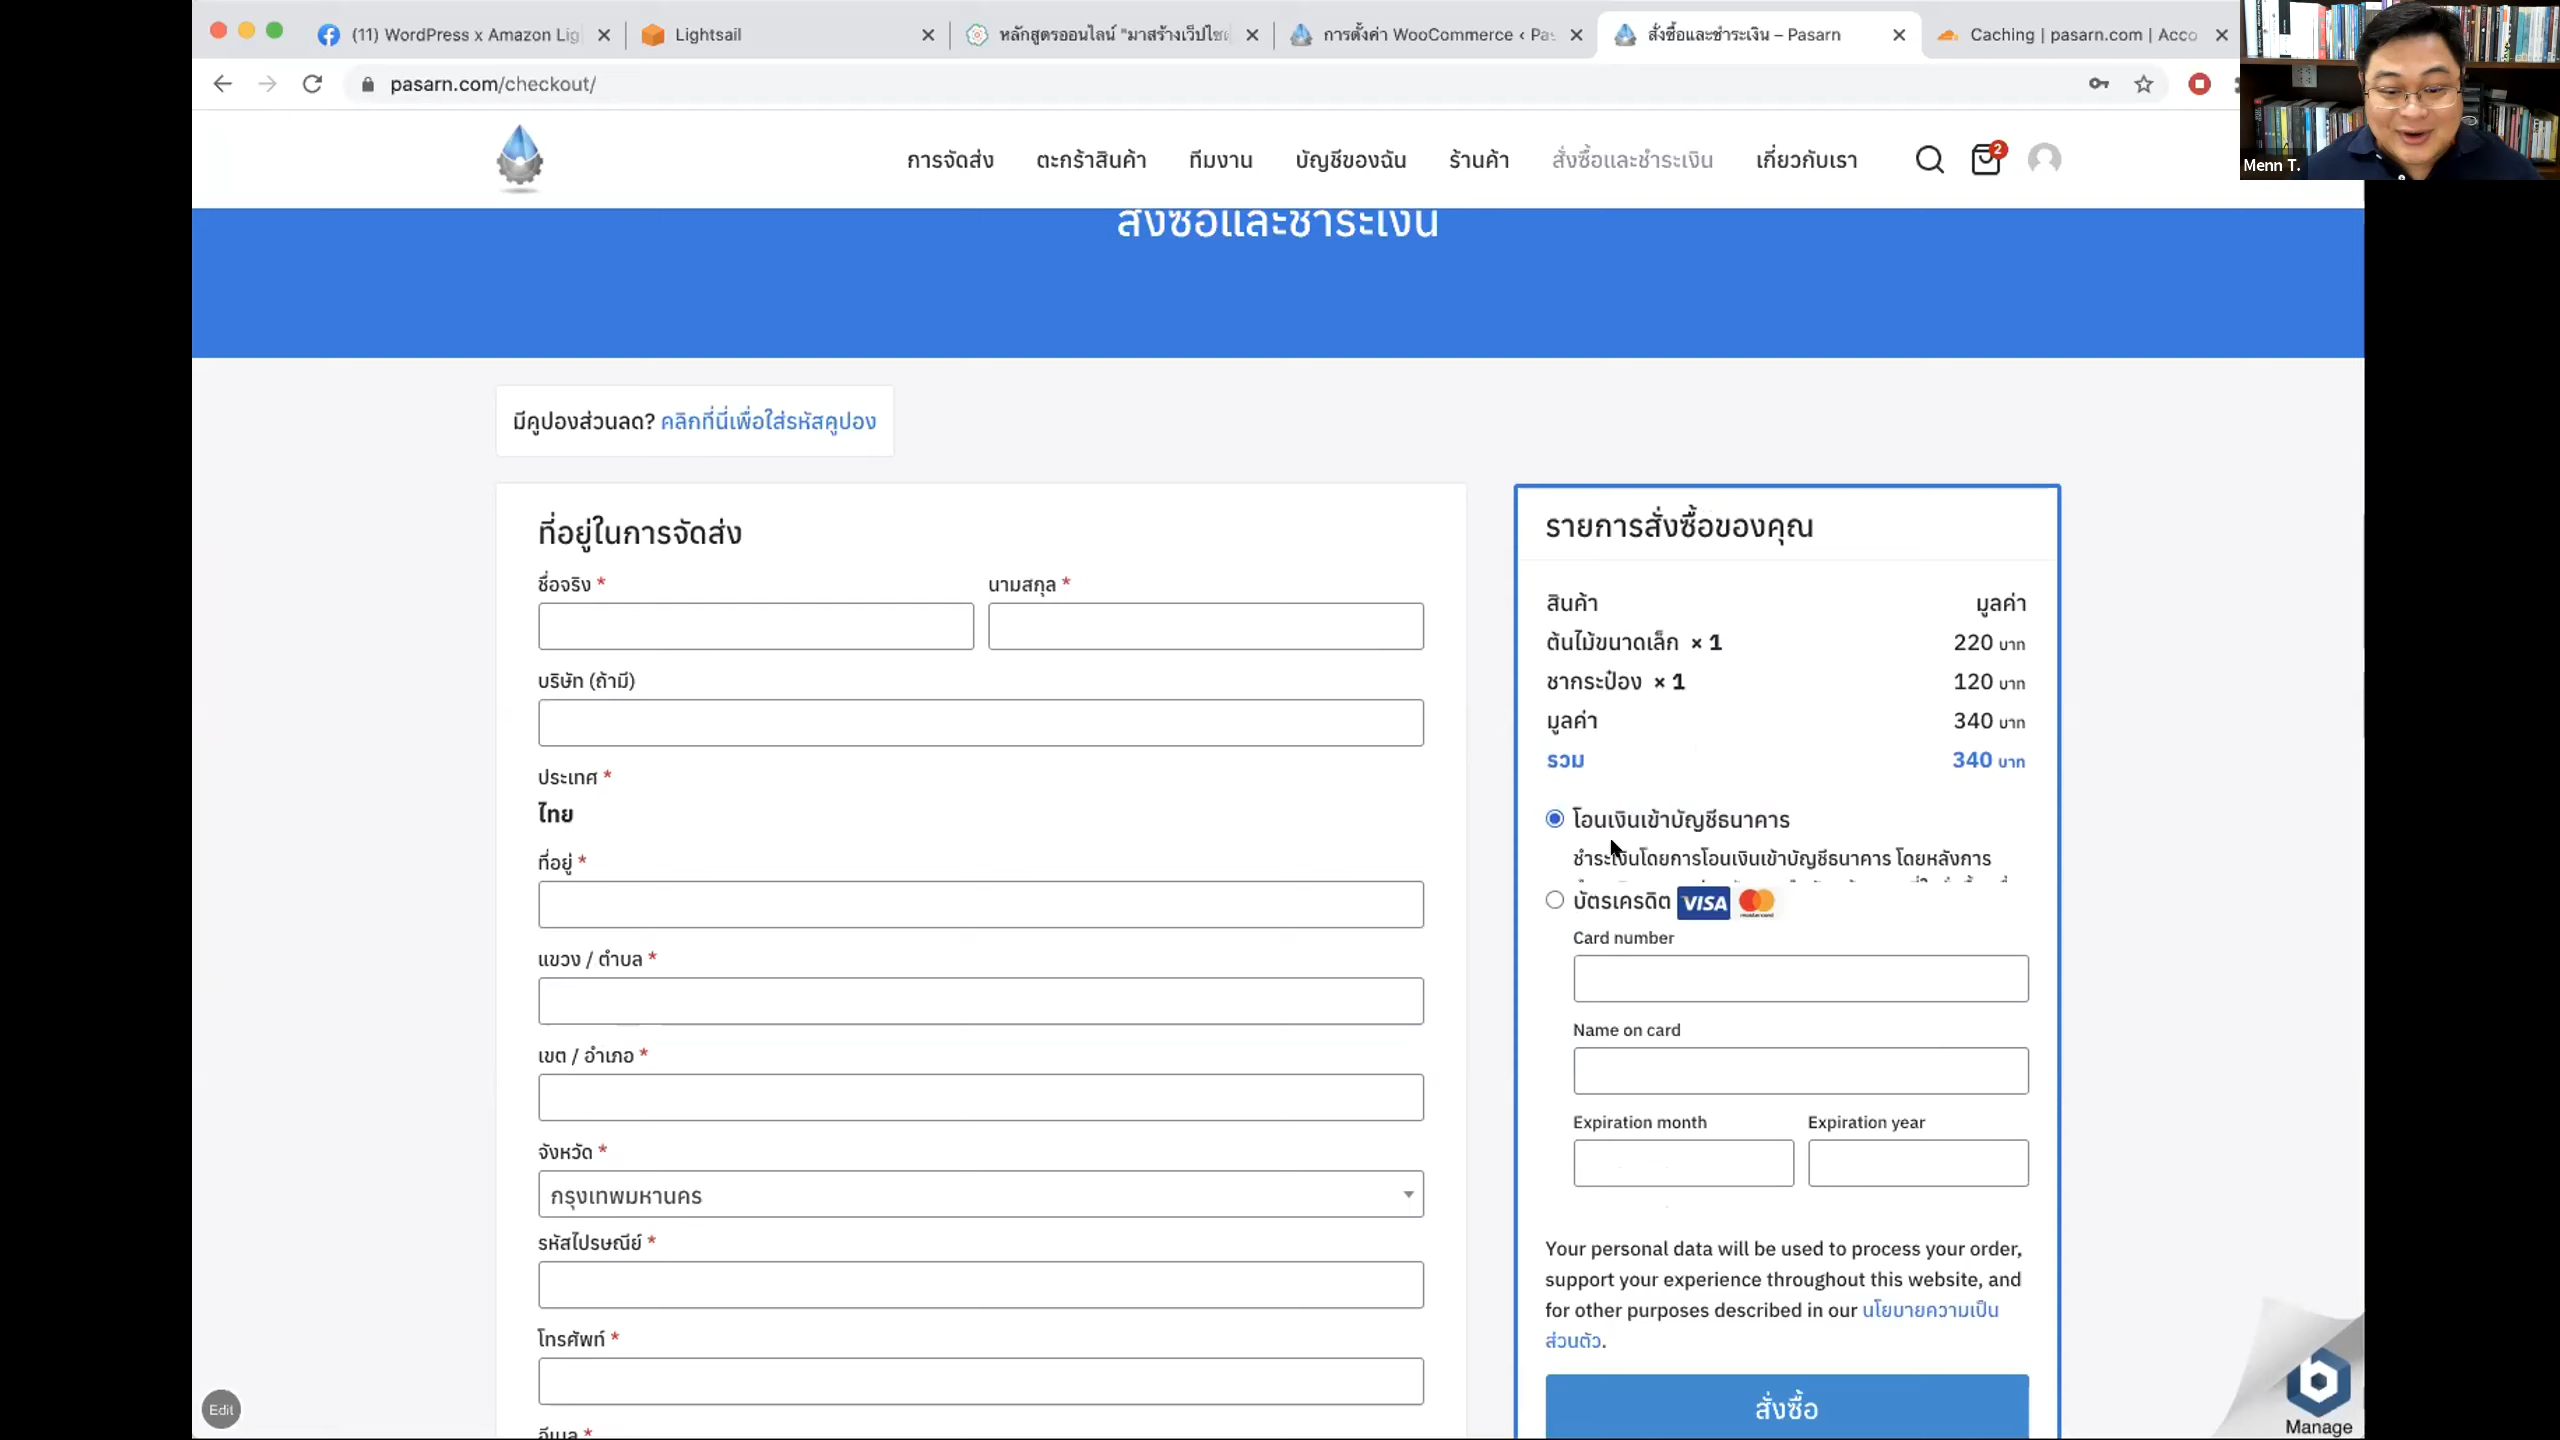 (11) WordPress x Amazon Lig
Lightsail
หลักสูตรออนไลน์ "มาสร้างเว็ปไซต์
การตั้งค่า WooCommerce ‹ Pas
สั่งซื้อและชำระเงิน – Pasarn
Caching | pasarn.com | Acco
pasarn.com/checkout/
Menn T.
การจัดส่ง
ตะกร้าสินค้า
ทีมงาน
บัญชีของฉัน
ร้านค้า
สั่งซื้อและชำระเงิน
เกี่ยวกับเรา
2
สั่งซื้อและชำระเงิน
มีคูปองส่วนลด? คลิกที่นี่เพื่อใส่รหัสคูปอง
ที่อยู่ในการจัดส่ง
ชื่อจริง *
นามสกุล *
บริษัท (ถ้ามี)
ประเทศ *
ไทย
ที่อยู่ *
แขวง / ตำบล *
เขต / อำเภอ *
จังหวัด *
กรุงเทพมหานคร
รหัสไปรษณีย์ *
โทรศัพท์ *
อีเมล *
รายการสั่งซื้อของคุณ
สินค้า มูลค่า
ต้นไม้ขนาดเล็ก × 1 220 บาท
ชากระป๋อง × 1 120 บาท
มูลค่า 340 บาท
รวม 340 บาท
โอนเงินเข้าบัญชีธนาคาร
ชำระเงินโดยการโอนเงินเข้าบัญชีธนาคาร โดยหลังการ
บัตรเครดิต VISA mastercard
Card number
Name on card
Expiration month
Expiration year
Your personal data will be used to process your order,
support your experience throughout this website, and
for other purposes described in our นโยบายความเป็น
ส่วนตัว.
สั่งซื้อ
Edit
Manage